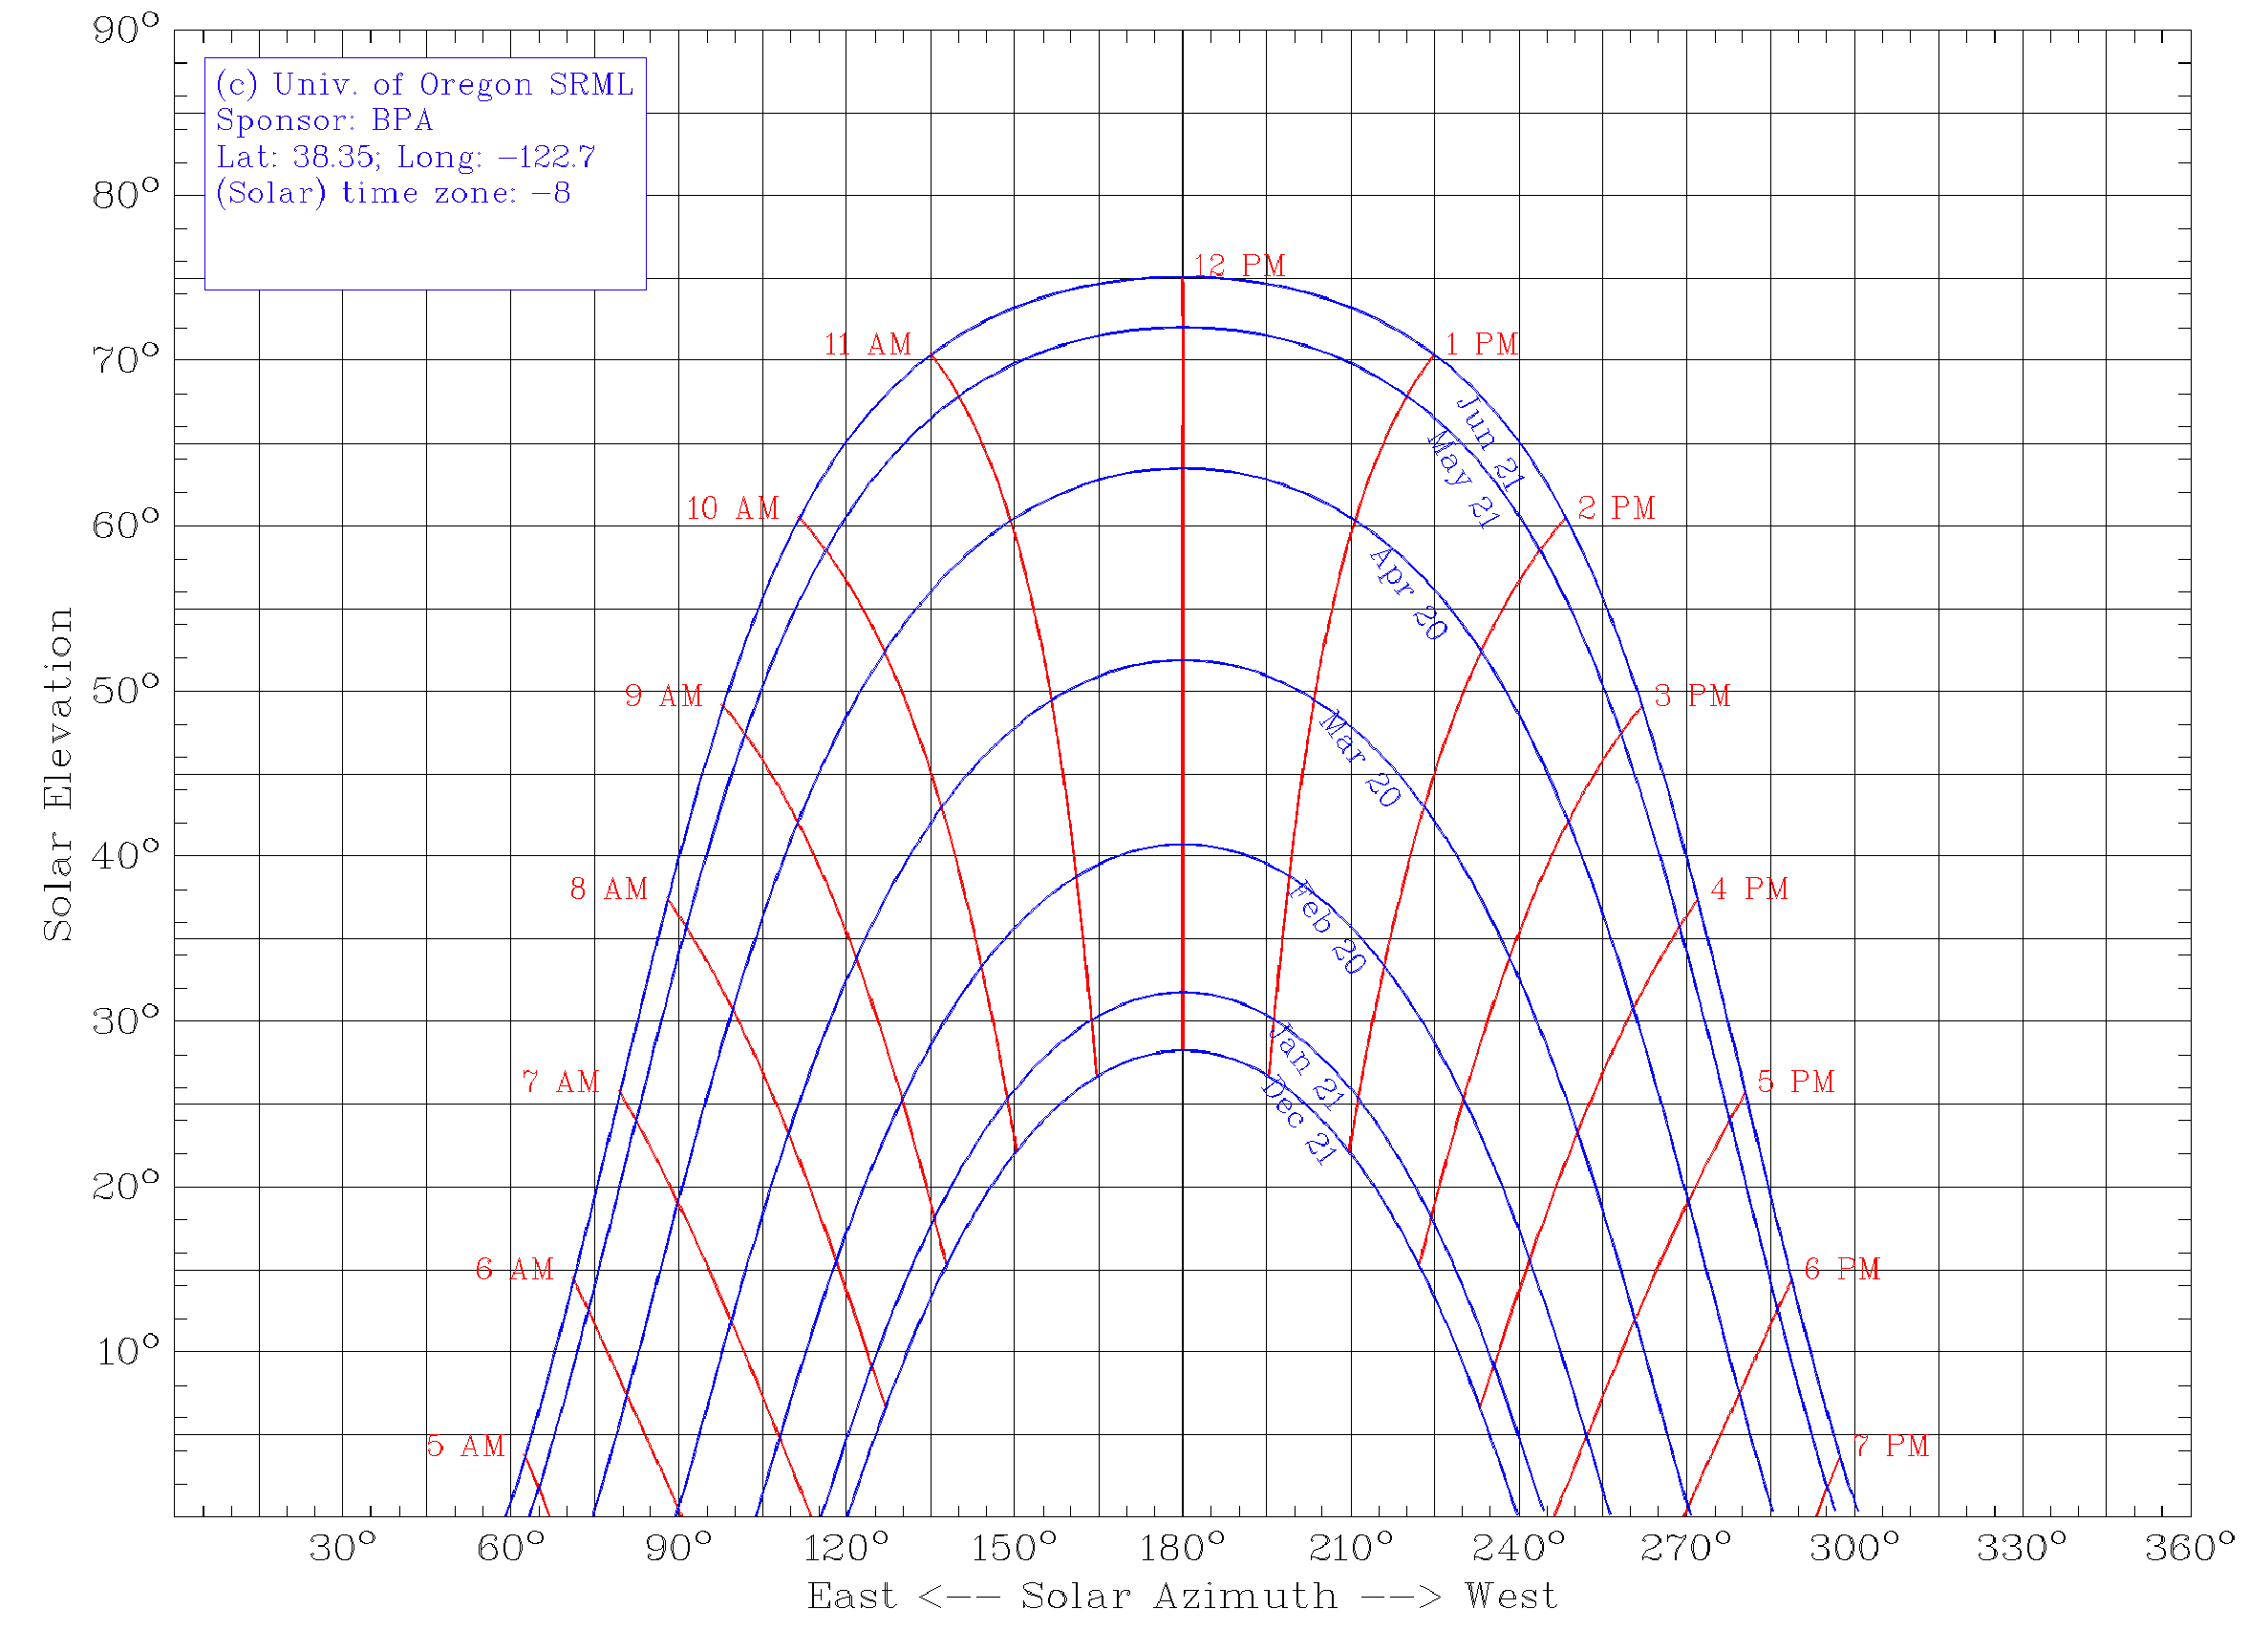 90°
(c) Univ. of Oregon SRML
Sponsor: BPA
Lat: 38.35; Long: -122.7
(Solar) time zone: -8
80°
12 PM
11 AM
1 PM
70°
Jun 21
May 21
10 AM
2 PM
60°
Apr 20
9 AM
3 PM
50°
Mar 20
Solar Elevation
40°
8 AM
4 PM
Feb 20
30°
Jan 21
7 AM
5 PM
Dec 21
20°
6 AM
6 PM
10°
5 AM
7 PM
30° 60° 90° 120° 150° 180° 210° 240° 270° 300° 330° 360°
East <-- Solar Azimuth --> West